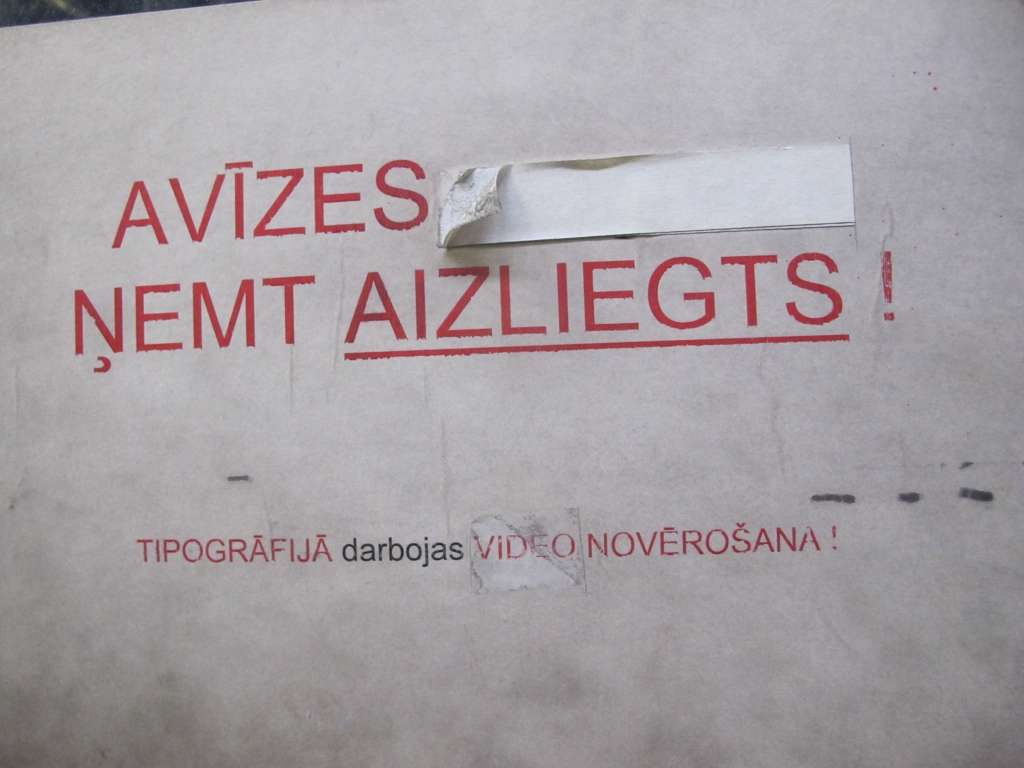 AVĪZES
ŅEMT AIZLIEGTS !
TIPOGRĀFIJĀ darbojas ViDEO NOVĒROŠANA !